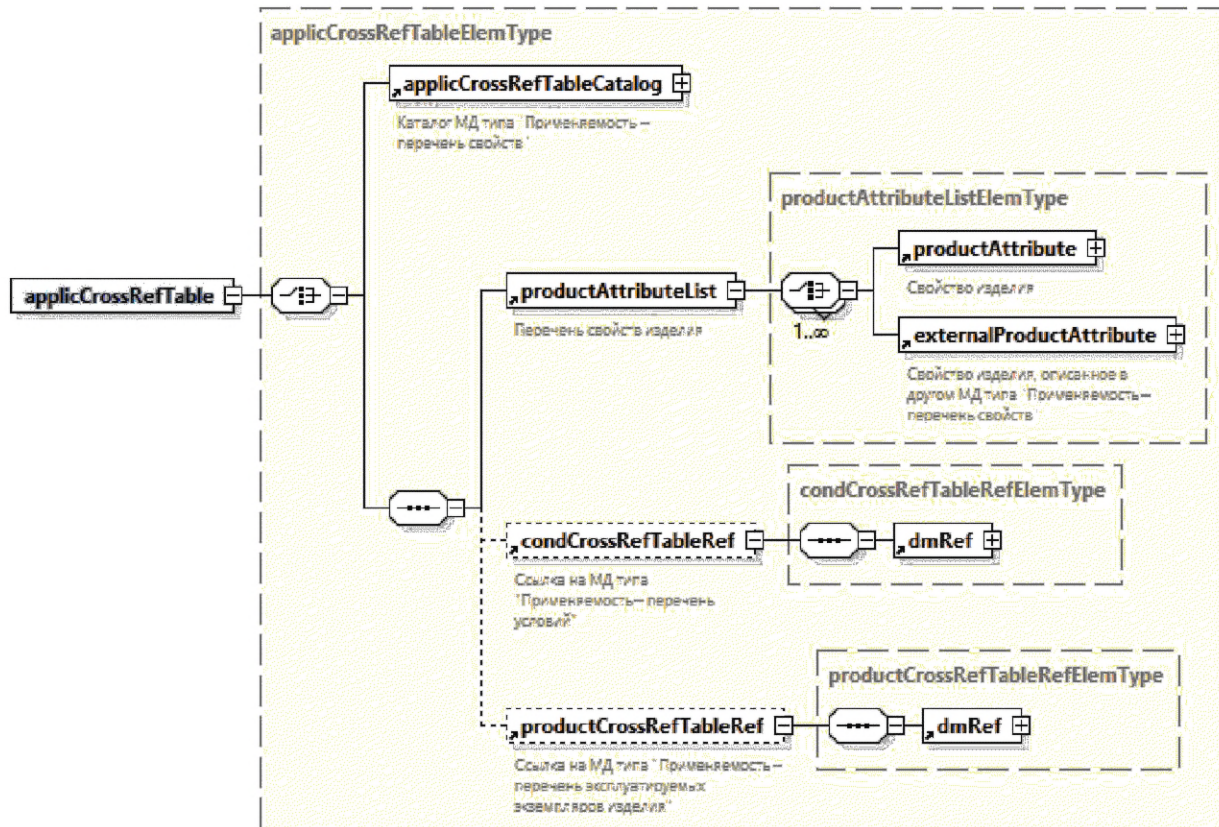 applicCrossRefTableElemType
applicCrossRefTableCatalog
Каталог МД типа "Применяемость –
перечень свойств"
productAttributeListElemType
productAttribute
Свойство изделия
applicCrossRefTable
productAttributeList
Перечень свойств изделия
1..∞
externalProductAttribute
Свойство изделия, описанное в
другом МД типа "Применяемость –
перечень свойств"
condCrossRefTableRefElemType
condCrossRefTableRef
dmRef
Ссылка на МД типа
"Применяемость – перечень
условий"
productCrossRefTableRefElemType
productCrossRefTableRef
dmRef
Ссылка на МД типа "Применяемость –
перечень эксплуатируемых
экземпляров изделия"